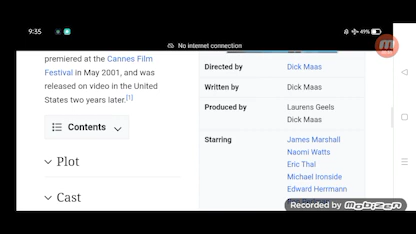 9:35
49%
No internet connection
premiered at the Cannes Film
Festival in May 2001, and was
released on video in the United
States two years later.[1]
Contents
Plot
Cast
Directed by Dick Maas
Written by Dick Maas
Produced by Laurens Geels
Dick Maas
Starring James Marshall
Naomi Watts
Eric Thal
Michael Ironside
Edward Herrmann
Recorded by Mobizen